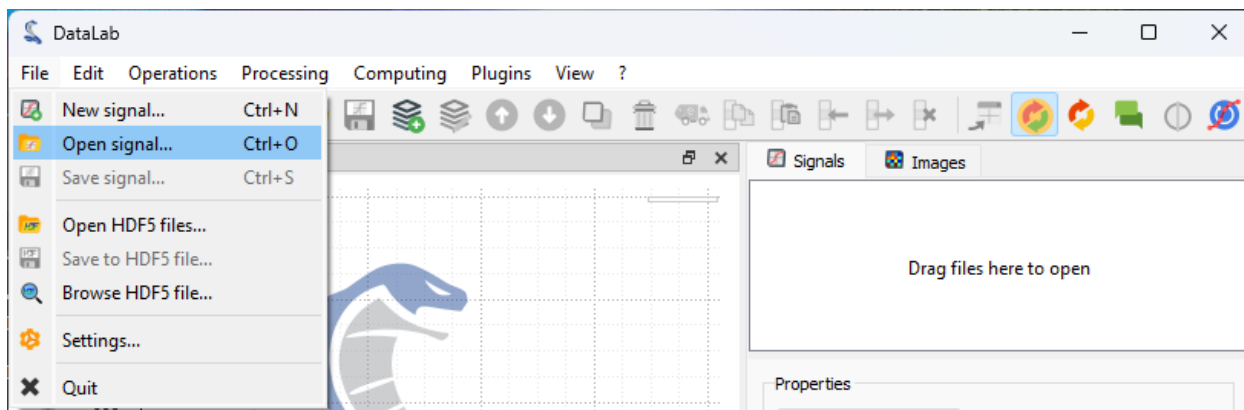 DataLab
File Edit Operations Processing Computing Plugins View ?
New signal... Ctrl+N
Open signal... Ctrl+O
Save signal... Ctrl+S
Open HDF5 files...
Save to HDF5 file...
Browse HDF5 file...
Settings...
Quit
Signals Images
Drag files here to open
Properties